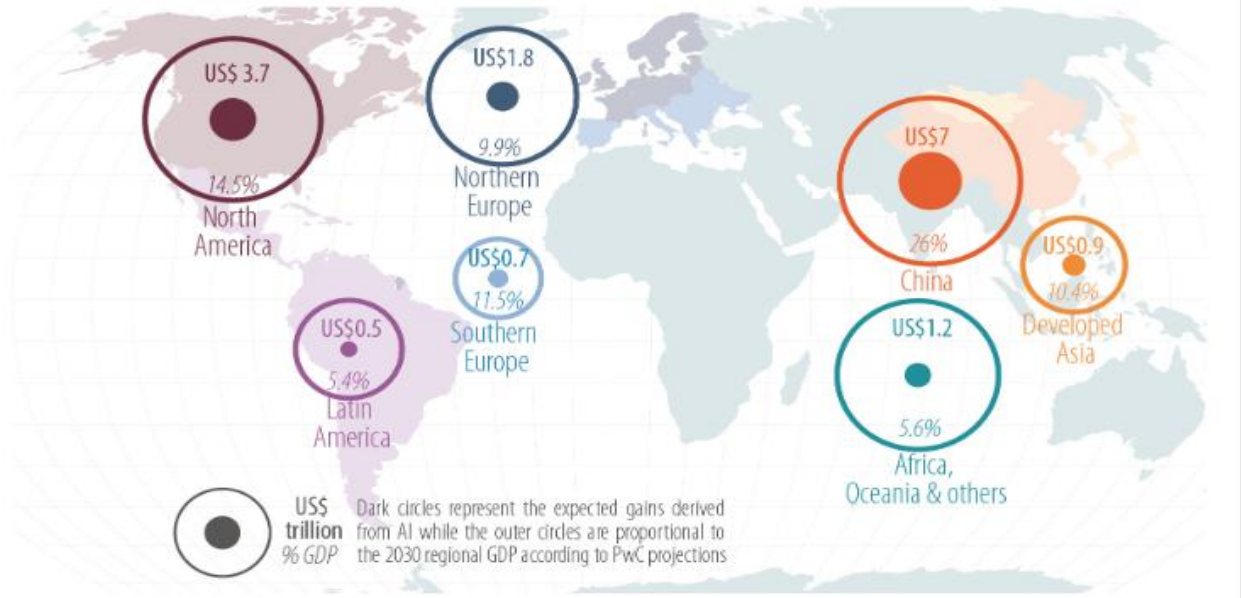 US$ 3.7
14.5%
North
America
US$1.8
9.9%
Northern
Europe
US$0.7
11.5%
Southern
Europe
US$0.5
5.4%
Latin
America
US$7
26%
China
US$0.9
10.4%
Developed
Asia
US$1.2
5.6%
Africa,
Oceania & others
US$
trillion
% GDP
Dark circles represent the expected gains derived
from AI while the outer circles are proportional to
the 2030 regional GDP according to PwC projections